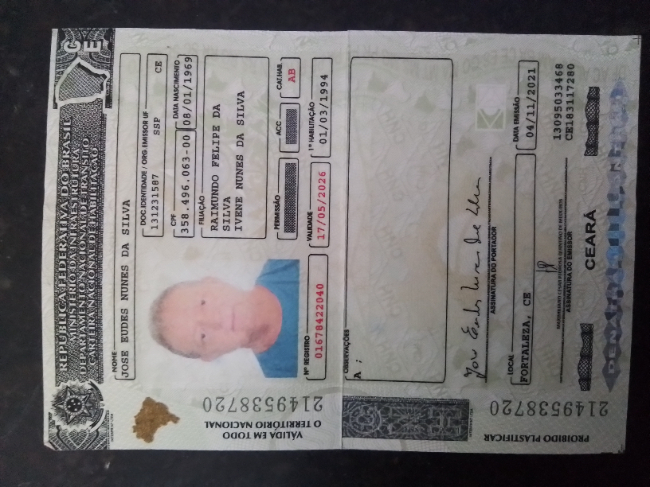 REPÚBLICA FEDERATIVA DO BRASIL
MINISTÉRIO DA INFRAESTRUTURA
DEPARTAMENTO NACIONAL DE TRÂNSITO
CARTEIRA NACIONAL DE HABILITAÇÃO
CE
NOME
JOSE EUDES NUNES DA SILVA
DOC. IDENTIDADE / ORG. EMISSOR UF
131231587 SSP CE
CPF
358.496.063-00
DATA NASCIMENTO
08/01/1969
FILIAÇÃO
RAIMUNDO FELIPE DA
SILVA
IVENE NUNES DA SILVA
PERMISSÃO
ACC
CAT. HAB.
AB
Nº REGISTRO
01678422040
VALIDADE
17/05/2026
1ª HABILITAÇÃO
01/03/1994
VÁLIDA EM TODO
O TERRITÓRIO NACIONAL
2149538720
OBSERVAÇÕES
A ;
ASSINATURA DO PORTADOR
LOCAL
FORTALEZA, CE
DATA EMISSÃO
04/11/2021
13095033468
CE183117280
ASSINATURA DO EMISSOR
CEARÁ
PROIBIDO PLASTIFICAR
2149538720